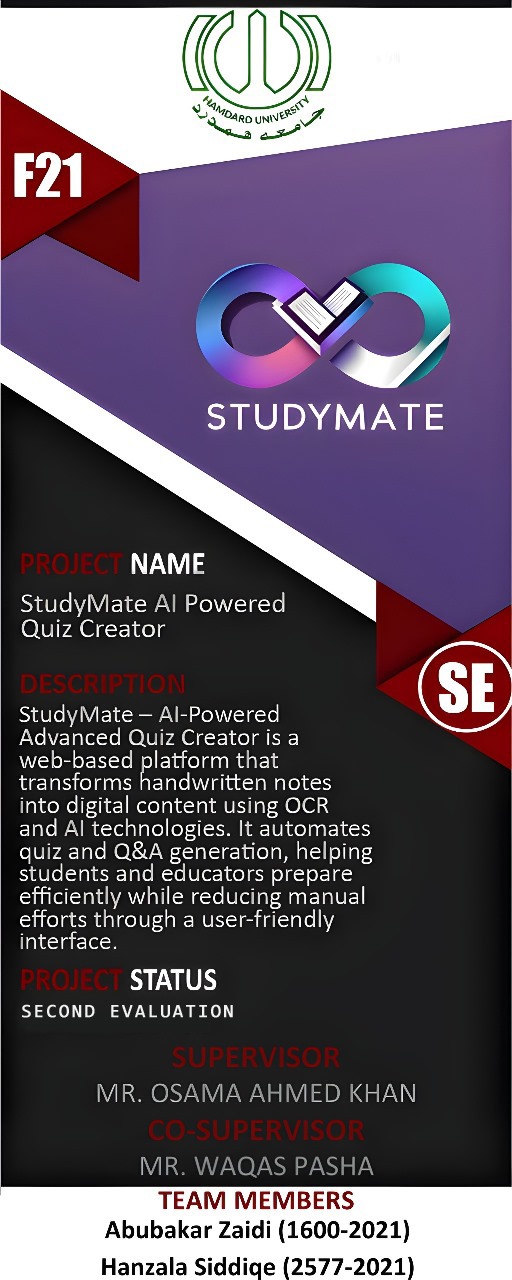 HAMDARD UNIVERSITY
جامعہ ھمدرد
F21
STUDYMATE
PROJECT NAME
StudyMate AI Powered
Quiz Creator
SE
DESCRIPTION
StudyMate – AI-Powered
Advanced Quiz Creator is a
web-based platform that
transforms handwritten notes
into digital content using OCR
and AI technologies. It automates
quiz and Q&A generation, helping
students and educators prepare
efficiently while reducing manual
efforts through a user-friendly
interface.
PROJECT STATUS
SECOND EVALUATION
SUPERVISOR
MR. OSAMA AHMED KHAN
CO-SUPERVISOR
MR. WAQAS PASHA
TEAM MEMBERS
Abubakar Zaidi (1600-2021)
Hanzala Siddiqe (2577-2021)